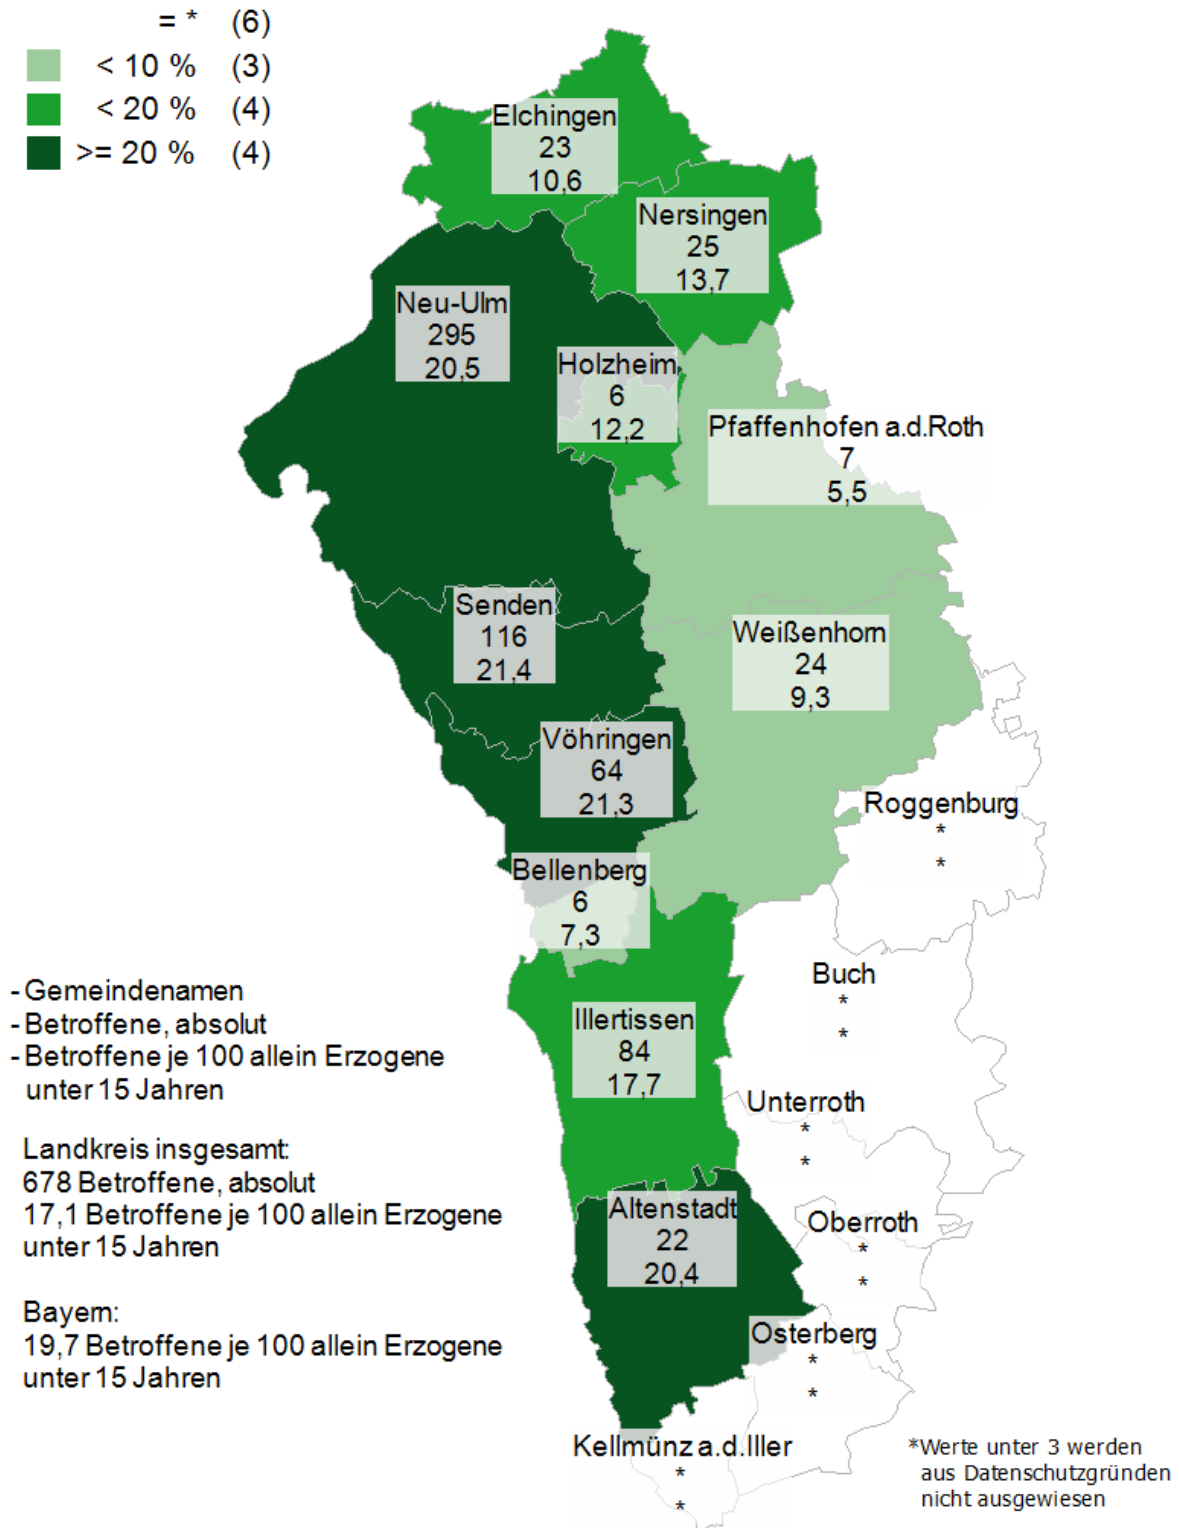 = * (6)
< 10 % (3)
< 20 % (4)
>= 20 % (4)
Elchingen
23
10,6
Nersingen
25
13,7
Neu-Ulm
295
20,5
Holzheim
6
12,2
Pfaffenhofen a.d.Roth
7
5,5
Senden
116
21,4
Weißenhorn
24
9,3
Vöhringen
64
21,3
Roggenburg
*
*
Bellenberg
6
7,3
Buch
*
*
Illertissen
84
17,7
Unterroth
*
*
Altenstadt
22
20,4
Oberroth
*
*
Osterberg
*
*
Kellmünz a.d.Iller
*
*
- Gemeindenamen
- Betroffene, absolut
- Betroffene je 100 allein Erzogene
unter 15 Jahren
Landkreis insgesamt:
678 Betroffene, absolut
17,1 Betroffene je 100 allein Erzogene
unter 15 Jahren
Bayern:
19,7 Betroffene je 100 allein Erzogene
unter 15 Jahren
*Werte unter 3 werden
aus Datenschutzgründen
nicht ausgewiesen